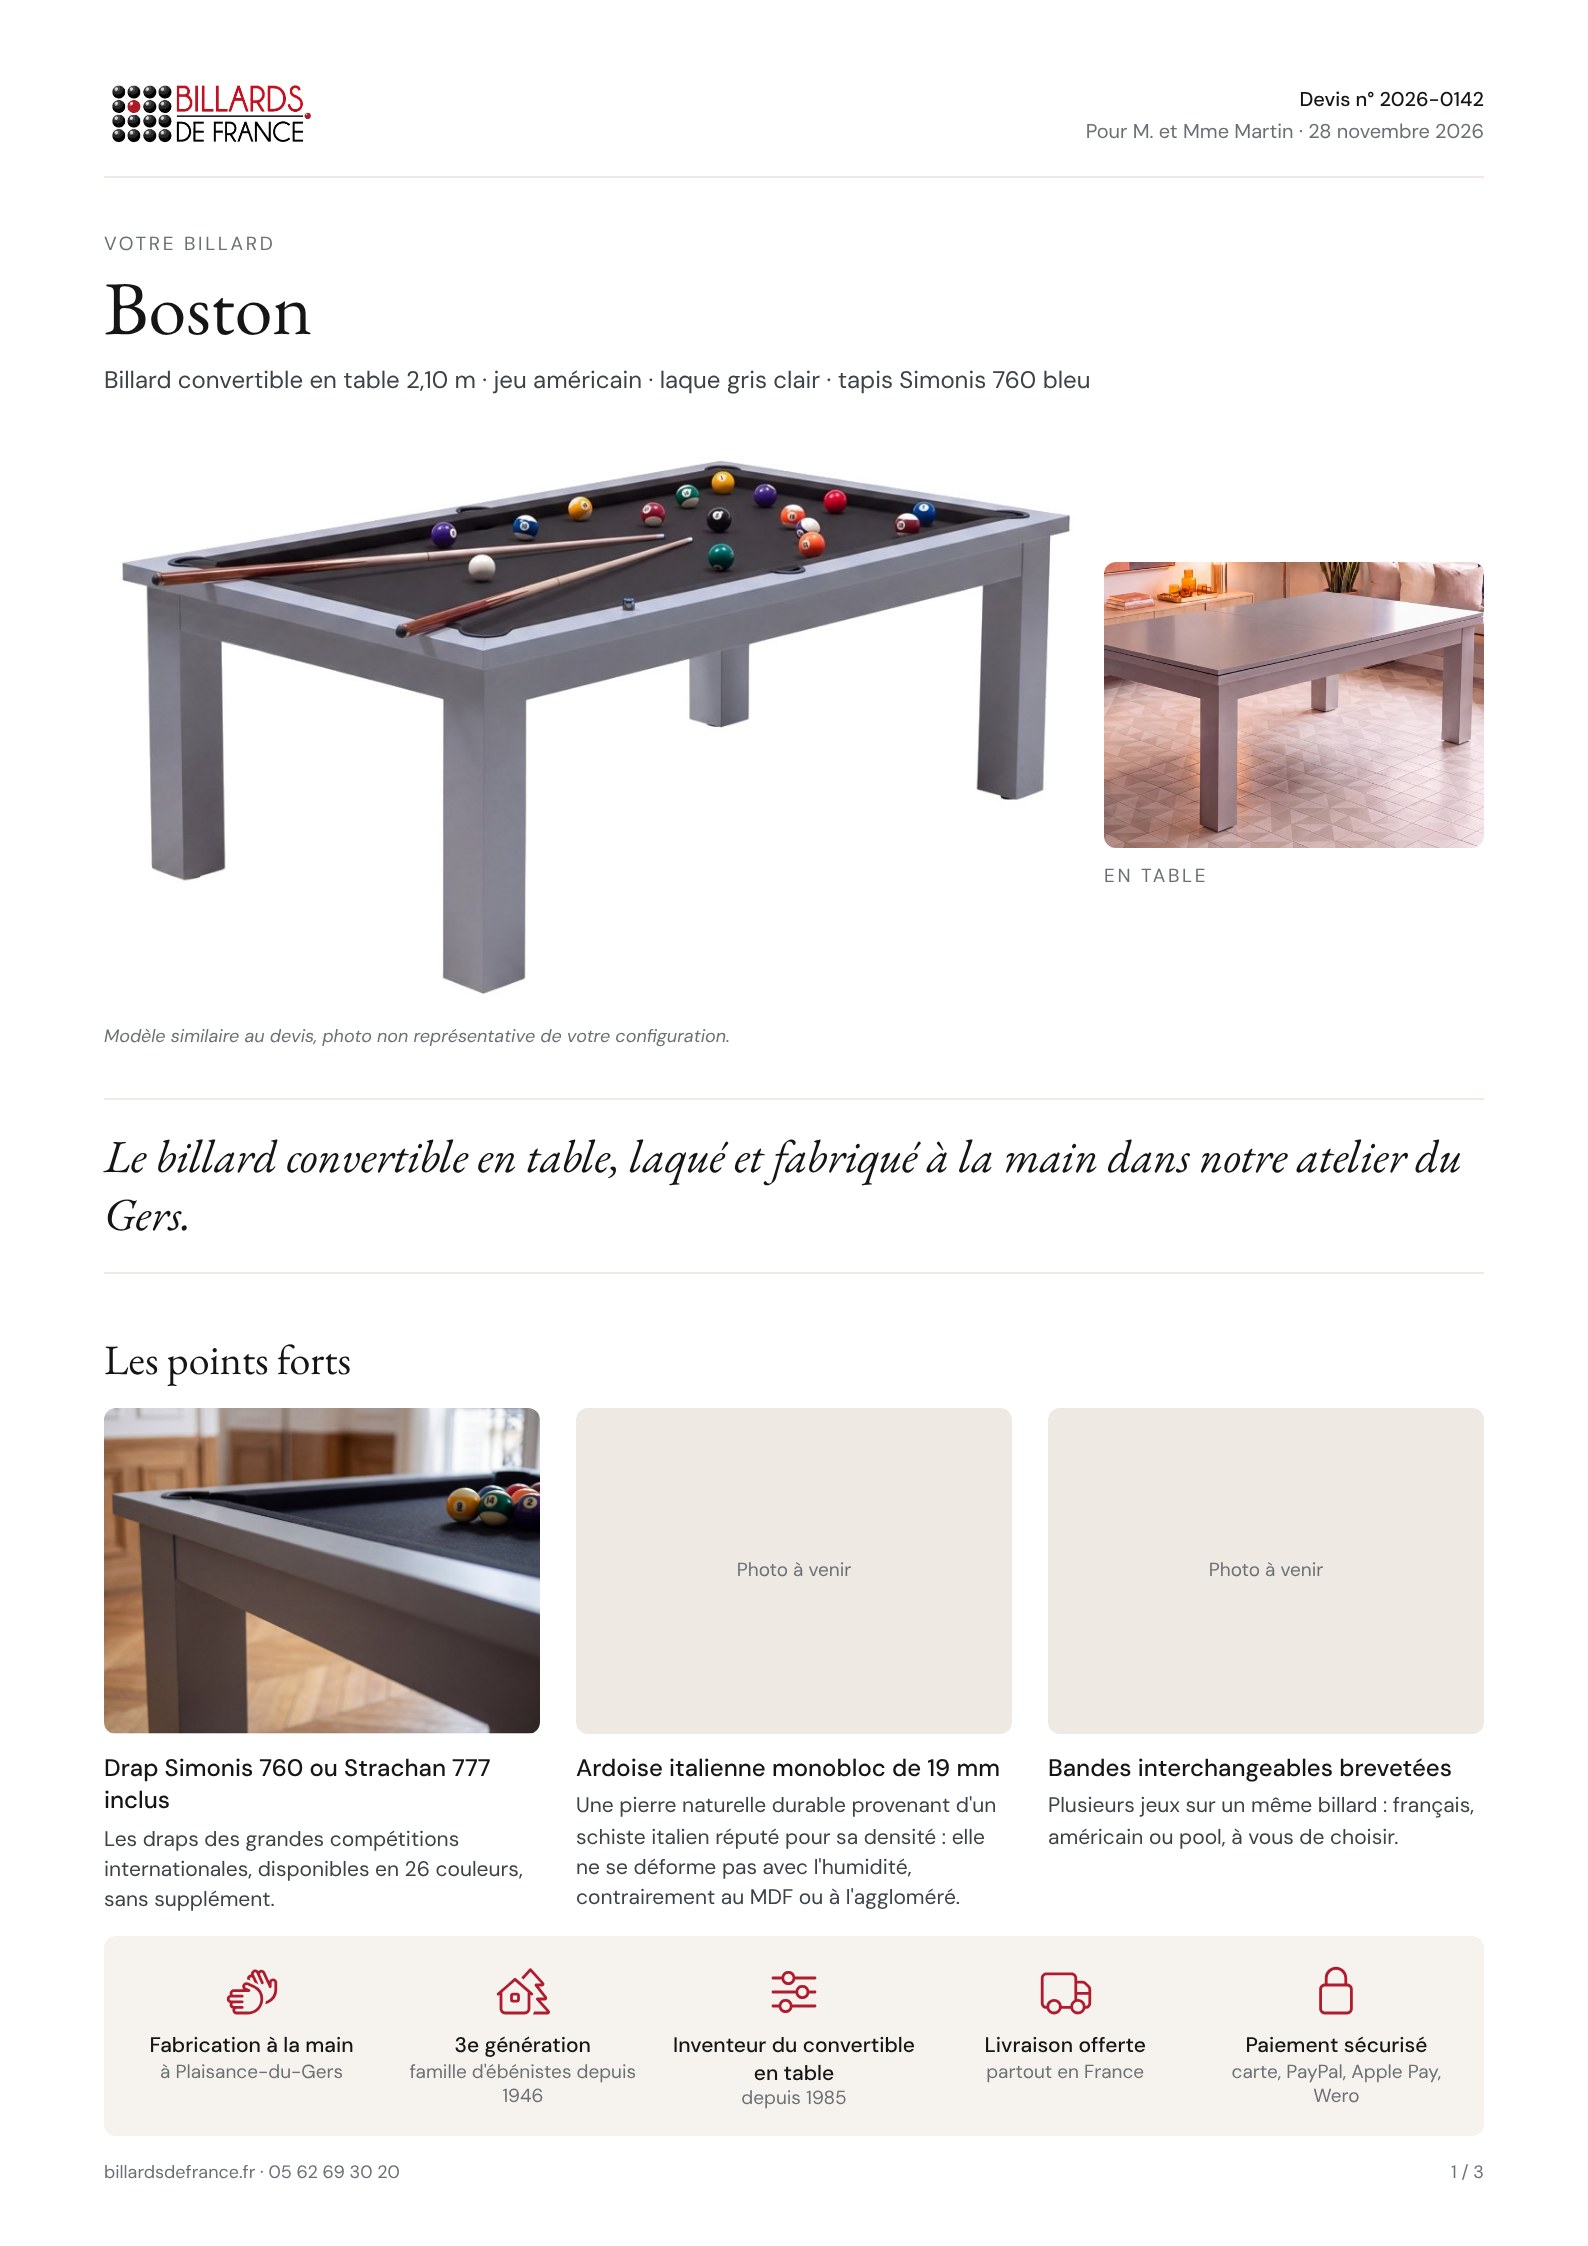 BILLARDS
DE FRANCE
Devis n° 2026-0142
Pour M. et Mme Martin · 28 novembre 2026
VOTRE BILLARD
Boston
Billard convertible en table 2,10 m · jeu américain · laque gris clair · tapis Simonis 760 bleu
EN TABLE
Modèle similaire au devis, photo non représentative de votre configuration.
Le billard convertible en table, laqué et fabriqué à la main dans notre atelier du
Gers.
Les points forts
Photo à venir
Photo à venir
Drap Simonis 760 ou Strachan 777
inclus
Les draps des grandes compétitions
internationales, disponibles en 26 couleurs,
sans supplément.
Ardoise italienne monobloc de 19 mm
Une pierre naturelle durable provenant d'un
schiste italien réputé pour sa densité : elle
ne se déforme pas avec l'humidité,
contrairement au MDF ou à l'aggloméré.
Bandes interchangeables brevetées
Plusieurs jeux sur un même billard : français,
américain ou pool, à vous de choisir.
Fabrication à la main
à Plaisance-du-Gers
3e génération
famille d'ébénistes depuis
1946
Inventeur du convertible
en table
depuis 1985
Livraison offerte
partout en France
Paiement sécurisé
carte, PayPal, Apple Pay,
Wero
billardsdefrance.fr · 05 62 69 30 20
1 / 3